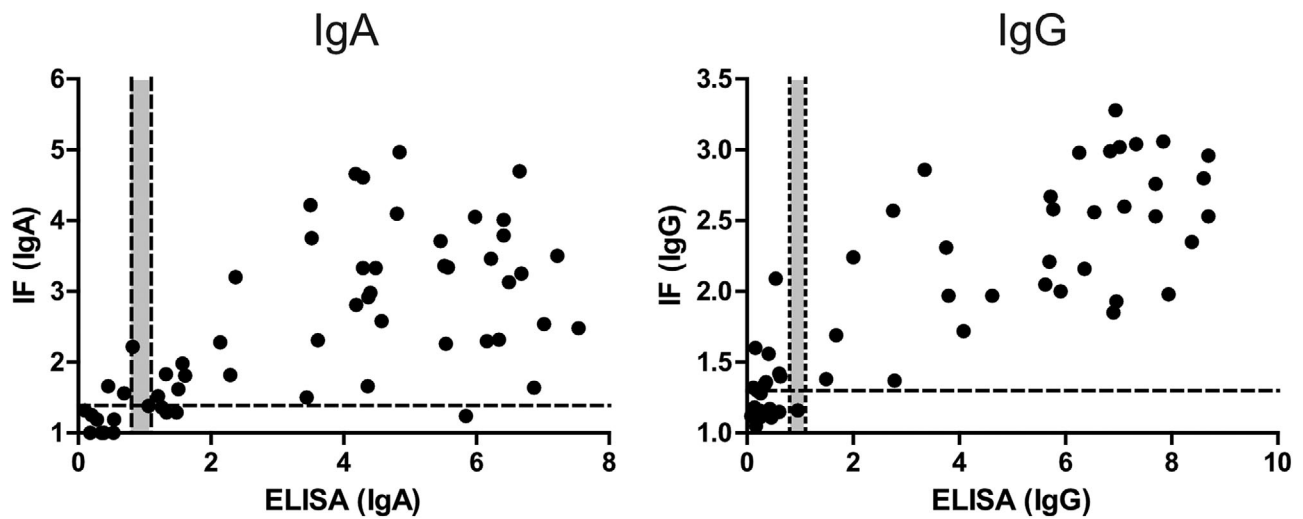 IgA
6
5
4
3
2
1
IF (IgA)
0 2 4 6 8
ELISA (IgA)
IgG
3.5
3.0
2.5
2.0
1.5
1.0
IF (IgG)
0 2 4 6 8 10
ELISA (IgG)